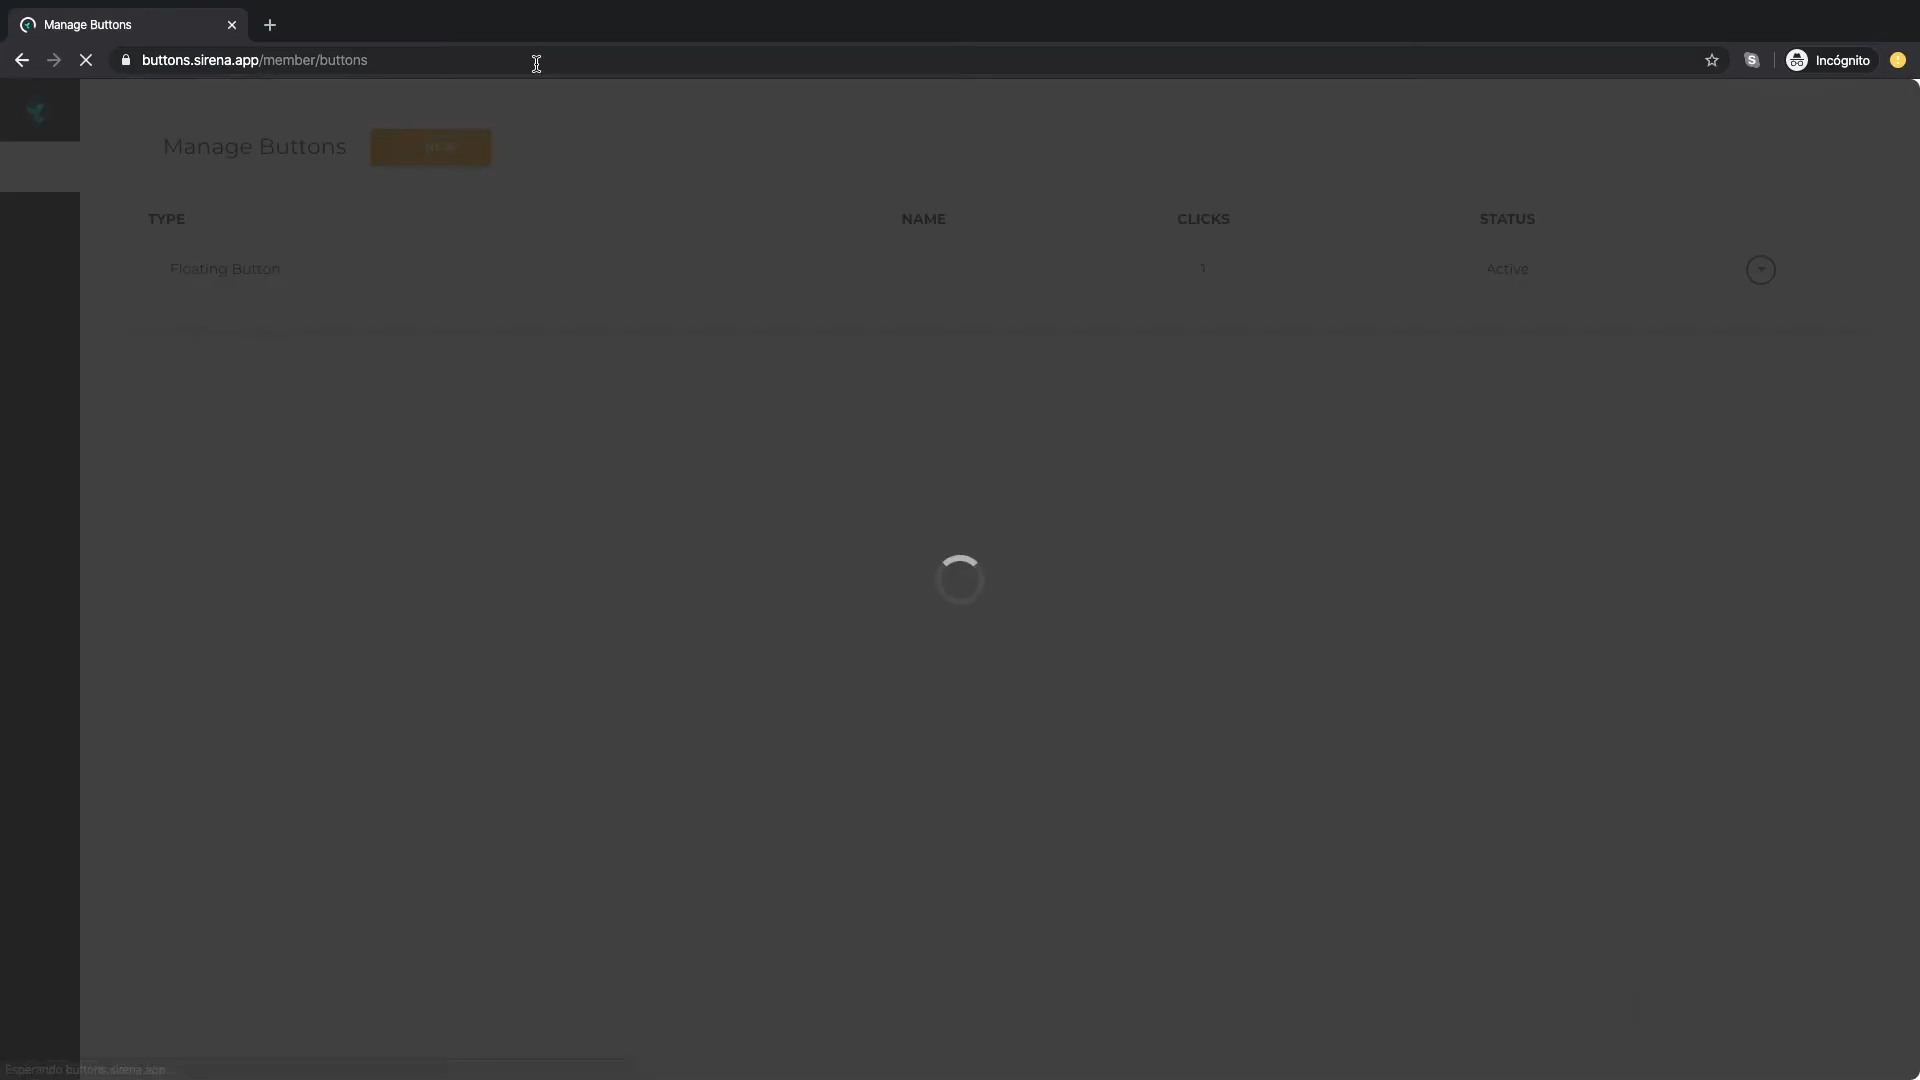 Manage Buttons
buttons.sirena.app/member/buttons
S
Incógnito
Manage Buttons
NEW
TYPE NAME CLICKS STATUS
Floating Button 1 Active
Esperando buttons.sirena.app